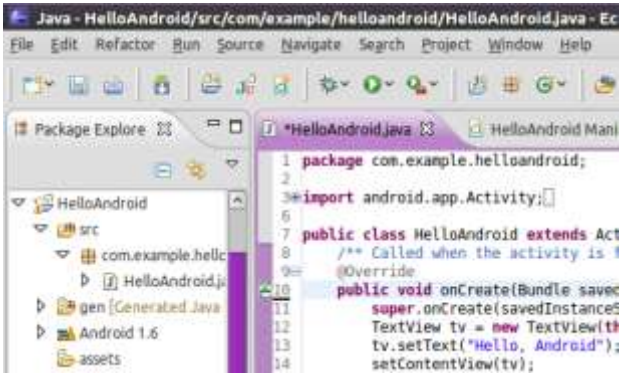 Java - HelloAndroid/src/com/example/helloandroid/HelloAndroid.java - Ec
File Edit Refactor Run Source Navigate Search Project Window Help
Package Explore
*HelloAndroid.java
HelloAndroid Mani
HelloAndroid
src
com.example.hello
HelloAndroid.ja
gen [Generated Java
Android 1.6
assets
1 package com.example.helloandroid;
2
3 import android.app.Activity;
6
7 public class HelloAndroid extends Act
8 /** Called when the activity is f
9 @Override
10 public void onCreate(Bundle saved
11 super.onCreate(savedInstanceS
12 TextView tv = new TextView(th
13 tv.setText("Hello, Android");
14 setContentView(tv);